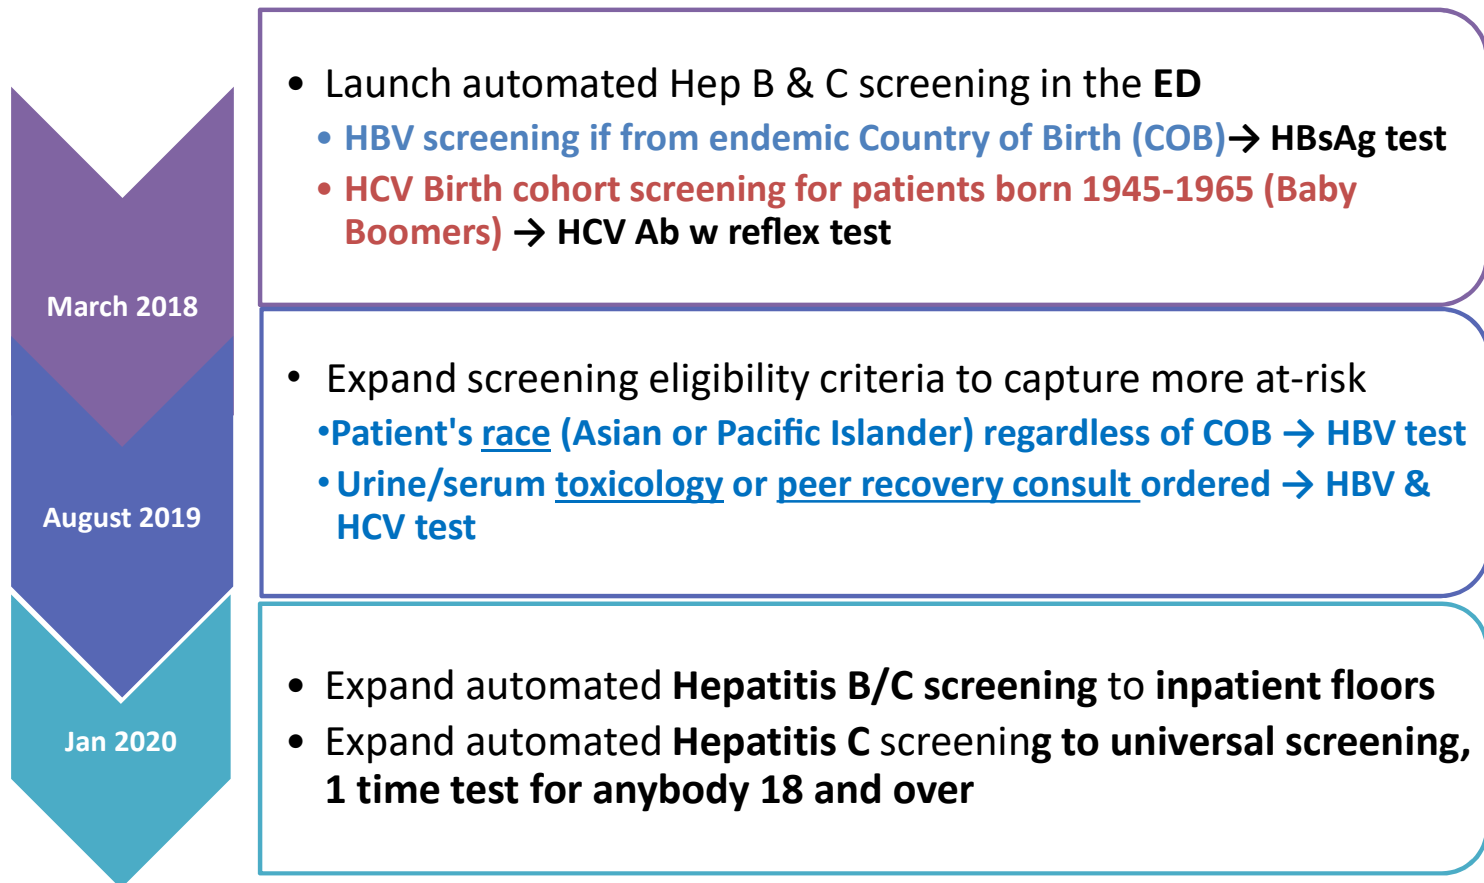 March 2018
• Launch automated Hep B & C screening in the ED
• HBV screening if from endemic Country of Birth (COB)→ HBsAg test
• HCV Birth cohort screening for patients born 1945-1965 (Baby
Boomers) → HCV Ab w reflex test
August 2019
• Expand screening eligibility criteria to capture more at-risk
•Patient's race (Asian or Pacific Islander) regardless of COB → HBV test
•Urine/serum toxicology or peer recovery consult ordered → HBV &
HCV test
Jan 2020
• Expand automated Hepatitis B/C screening to inpatient floors
• Expand automated Hepatitis C screening to universal screening,
1 time test for anybody 18 and over